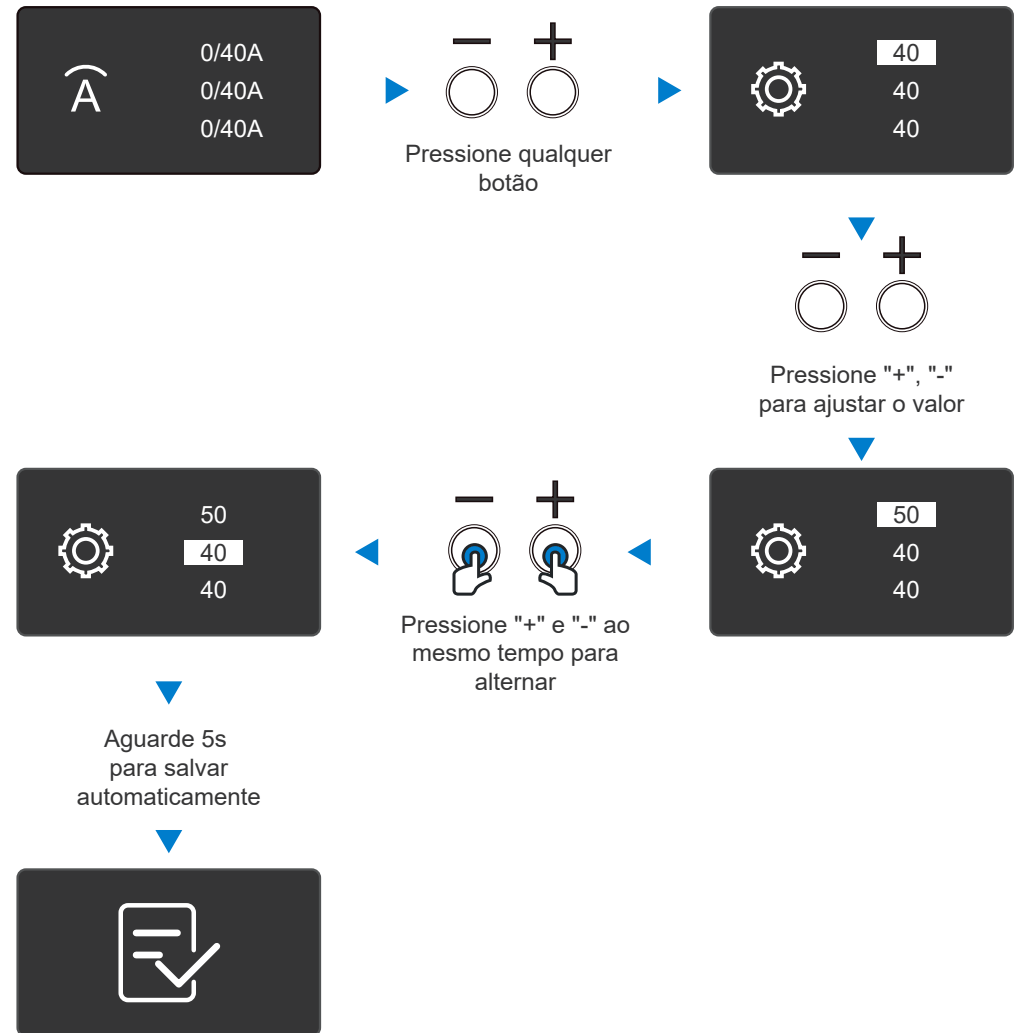 A
0/40A
0/40A
0/40A
− +
Pressione qualquer
botão
40
40
40
− +
Pressione "+", "-"
para ajustar o valor
50
40
40
− +
Pressione "+" e "-" ao
mesmo tempo para
alternar
50
40
40
Aguarde 5s
para salvar
automaticamente